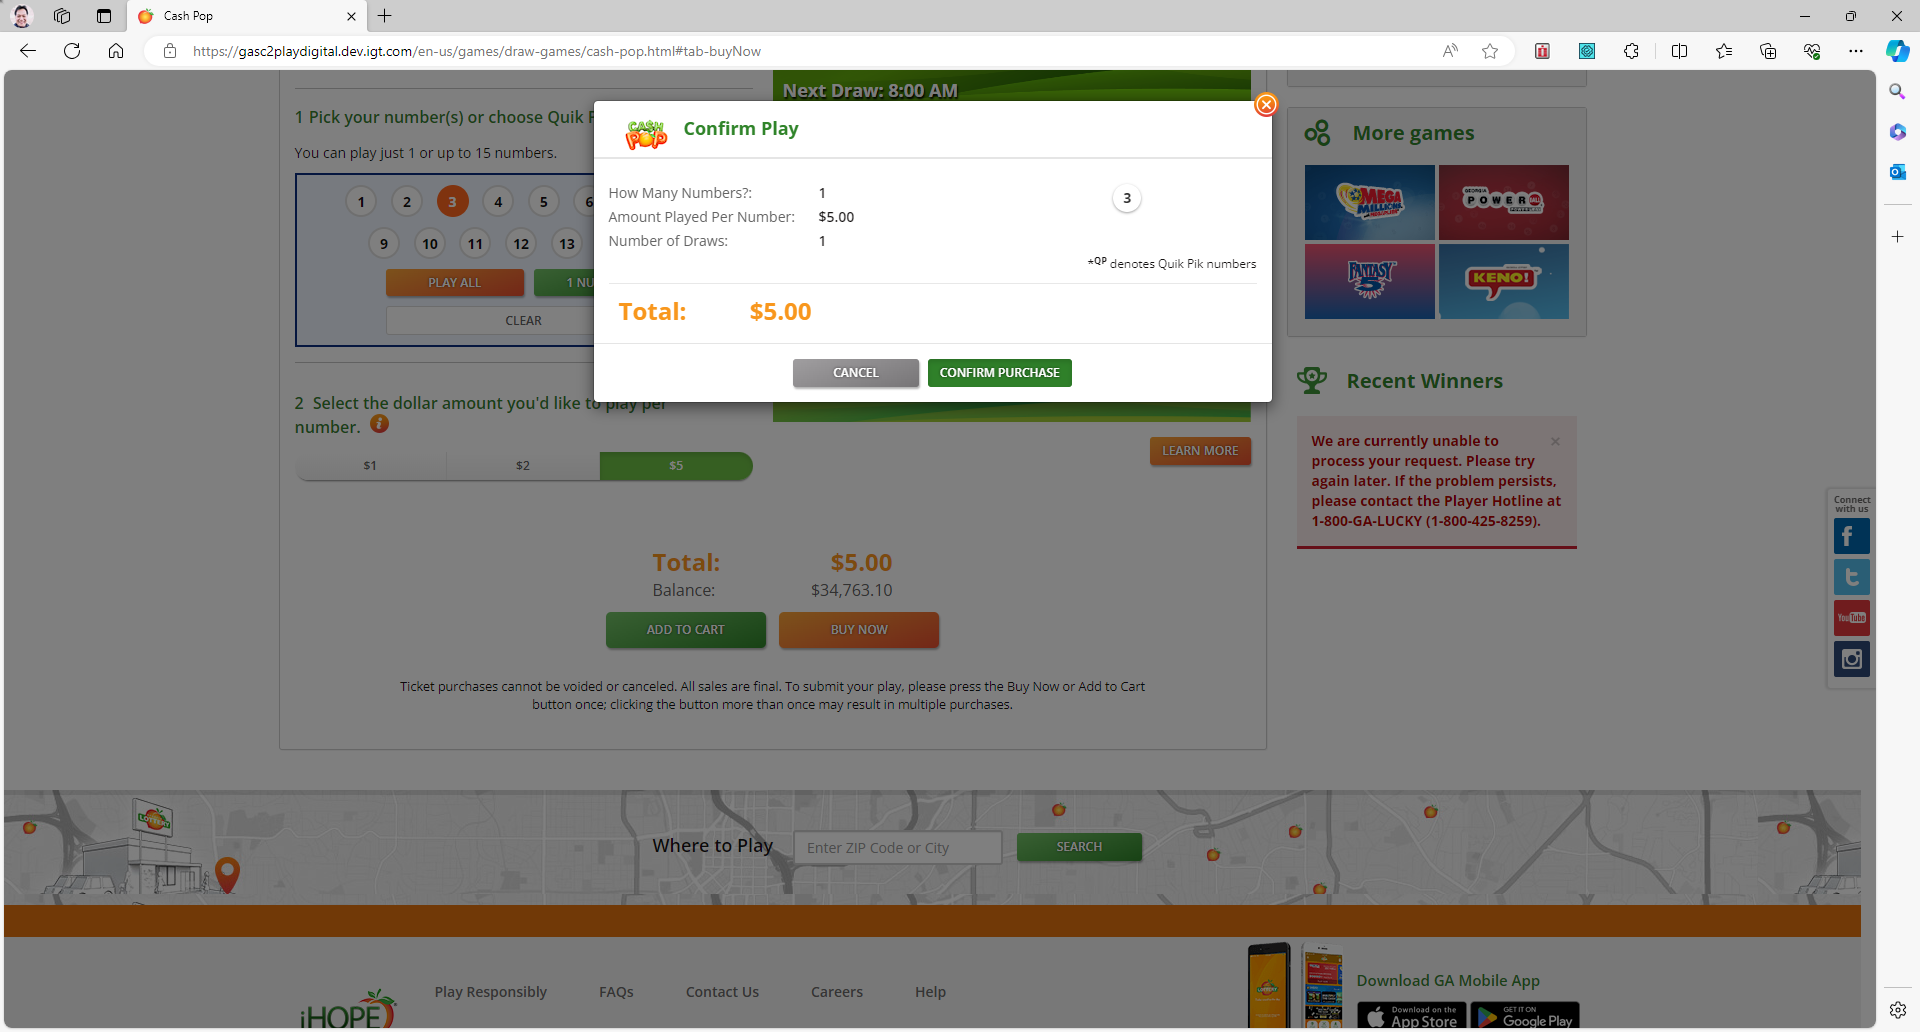 Cash Pop
https://gasc2playdigital.dev.igt.com/en-us/games/draw-games/cash-pop.html#tab-buyNow
Next Draw: 8:00 AM
1 Pick your number(s) or choose Quik
You can play just 1 or up to 15 numbers.
1 2 3 4 5 6
9 10 11 12 13
PLAY ALL
CLEAR
2 Select the dollar amount you'd like to play per
number.
$1 $2 $5
CASH POP
Confirm Play
How Many Numbers?: 1
3
Amount Played Per Number: $5.00
Number of Draws: 1
*QP denotes Quik Pik numbers
Total: $5.00
CANCEL CONFIRM PURCHASE
LEARN MORE
Total: $5.00
Balance: $34,763.10
ADD TO CART BUY NOW
Ticket purchases cannot be voided or canceled. All sales are final. To submit your play, please press the Buy Now or Add to Cart
button once; clicking the button more than once may result in multiple purchases.
More games
MEGA MILLIONS
GEORGIA POWERBALL
FANTASY 5
KENO!
Recent Winners
We are currently unable to
process your request. Please try
again later. If the problem persists,
please contact the Player Hotline at
1-800-GA-LUCKY (1-800-425-8259).
Connect
with us
YouTube
LOTTERY
Where to Play
Enter ZIP Code or City
SEARCH
iHOPE
Play Responsibly FAQs Contact Us Careers Help
Download GA Mobile App
Download on the
App Store
GET IT ON
Google Play